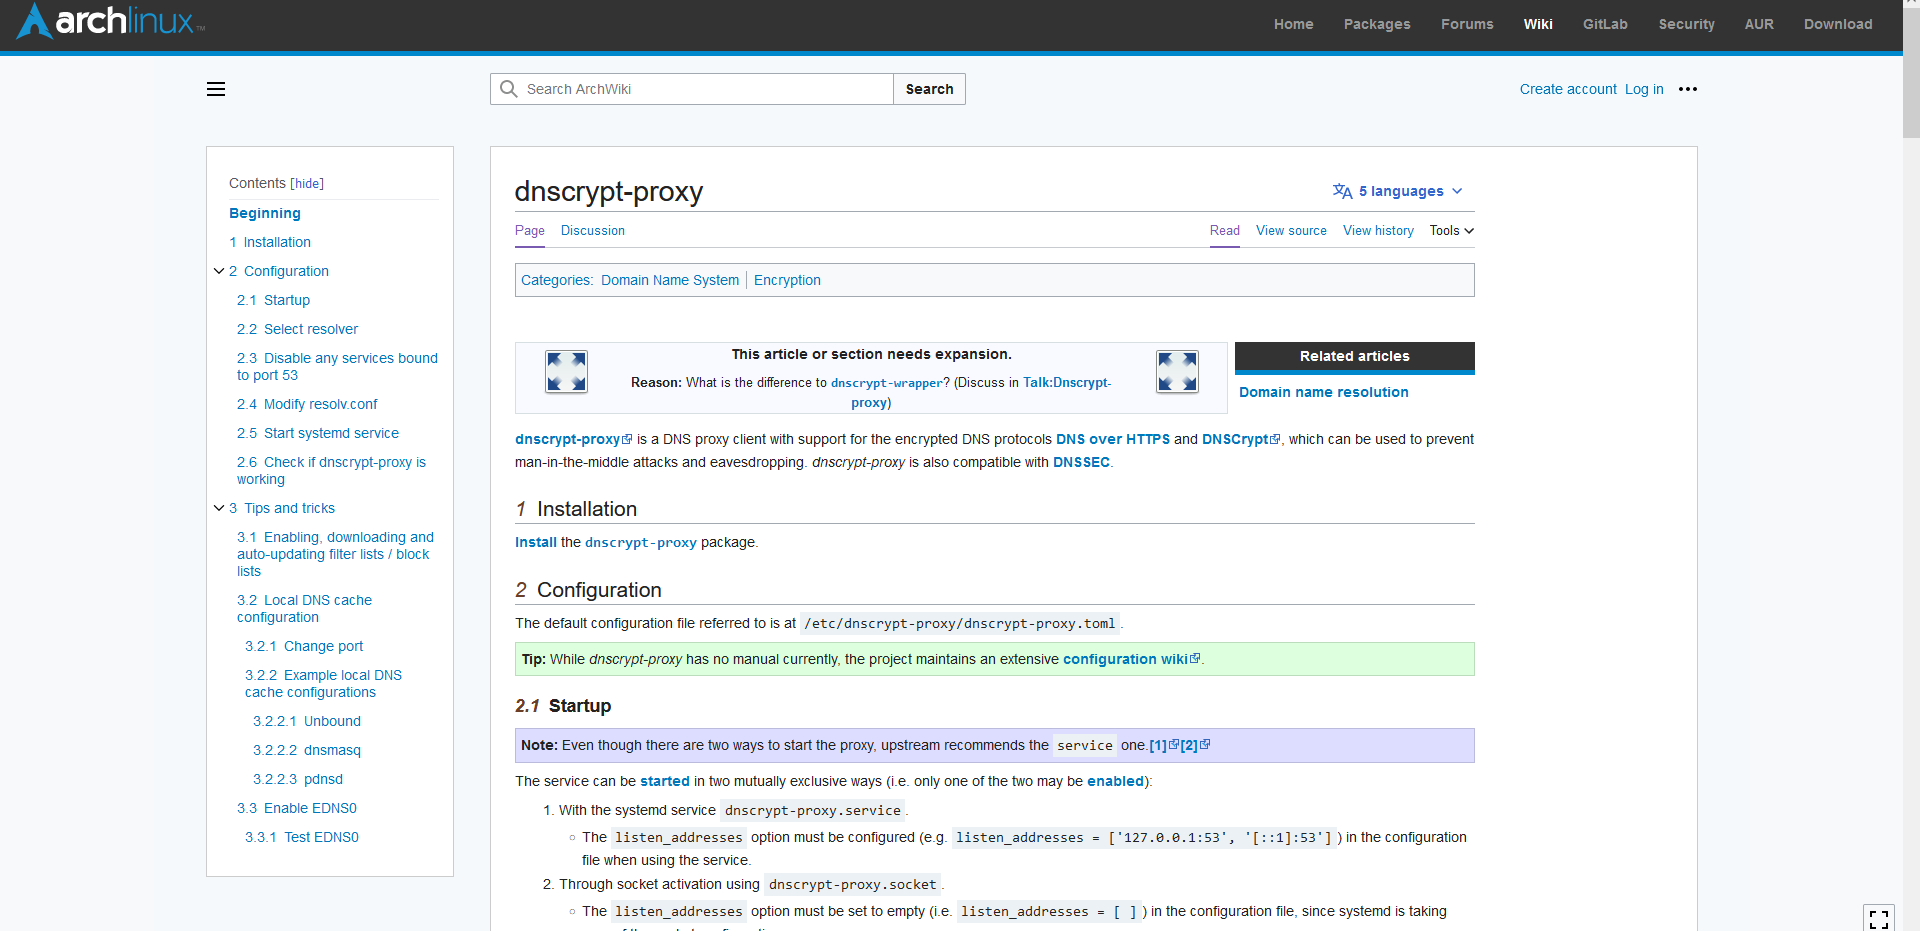 archlinux™
Home Packages Forums Wiki GitLab Security AUR Download
Search ArchWiki Search
Create account Log in
Contents [hide]
Beginning
1 Installation
2 Configuration
2.1 Startup
2.2 Select resolver
2.3 Disable any services bound
to port 53
2.4 Modify resolv.conf
2.5 Start systemd service
2.6 Check if dnscrypt-proxy is
working
3 Tips and tricks
3.1 Enabling, downloading and
auto-updating filter lists / block
lists
3.2 Local DNS cache
configuration
3.2.1 Change port
3.2.2 Example local DNS
cache configurations
3.2.2.1 Unbound
3.2.2.2 dnsmasq
3.2.2.3 pdnsd
3.3 Enable EDNS0
3.3.1 Test EDNS0
dnscrypt-proxy
5 languages
Page Discussion
Read View source View history Tools
Categories: Domain Name System Encryption
This article or section needs expansion.
Reason: What is the difference to dnscrypt-wrapper? (Discuss in Talk:Dnscrypt-
proxy)
Related articles
Domain name resolution
dnscrypt-proxy is a DNS proxy client with support for the encrypted DNS protocols DNS over HTTPS and DNSCrypt, which can be used to prevent
man-in-the-middle attacks and eavesdropping. dnscrypt-proxy is also compatible with DNSSEC.
1 Installation
Install the dnscrypt-proxy package.
2 Configuration
The default configuration file referred to is at /etc/dnscrypt-proxy/dnscrypt-proxy.toml.
Tip: While dnscrypt-proxy has no manual currently, the project maintains an extensive configuration wiki.
2.1 Startup
Note: Even though there are two ways to start the proxy, upstream recommends the service one.[1][2]
The service can be started in two mutually exclusive ways (i.e. only one of the two may be enabled):
1. With the systemd service dnscrypt-proxy.service.
The listen_addresses option must be configured (e.g. listen_addresses = ['127.0.0.1:53', '[::1]:53']) in the configuration
file when using the service.
2. Through socket activation using dnscrypt-proxy.socket.
The listen_addresses option must be set to empty (i.e. listen_addresses = [ ]) in the configuration file, since systemd is taking